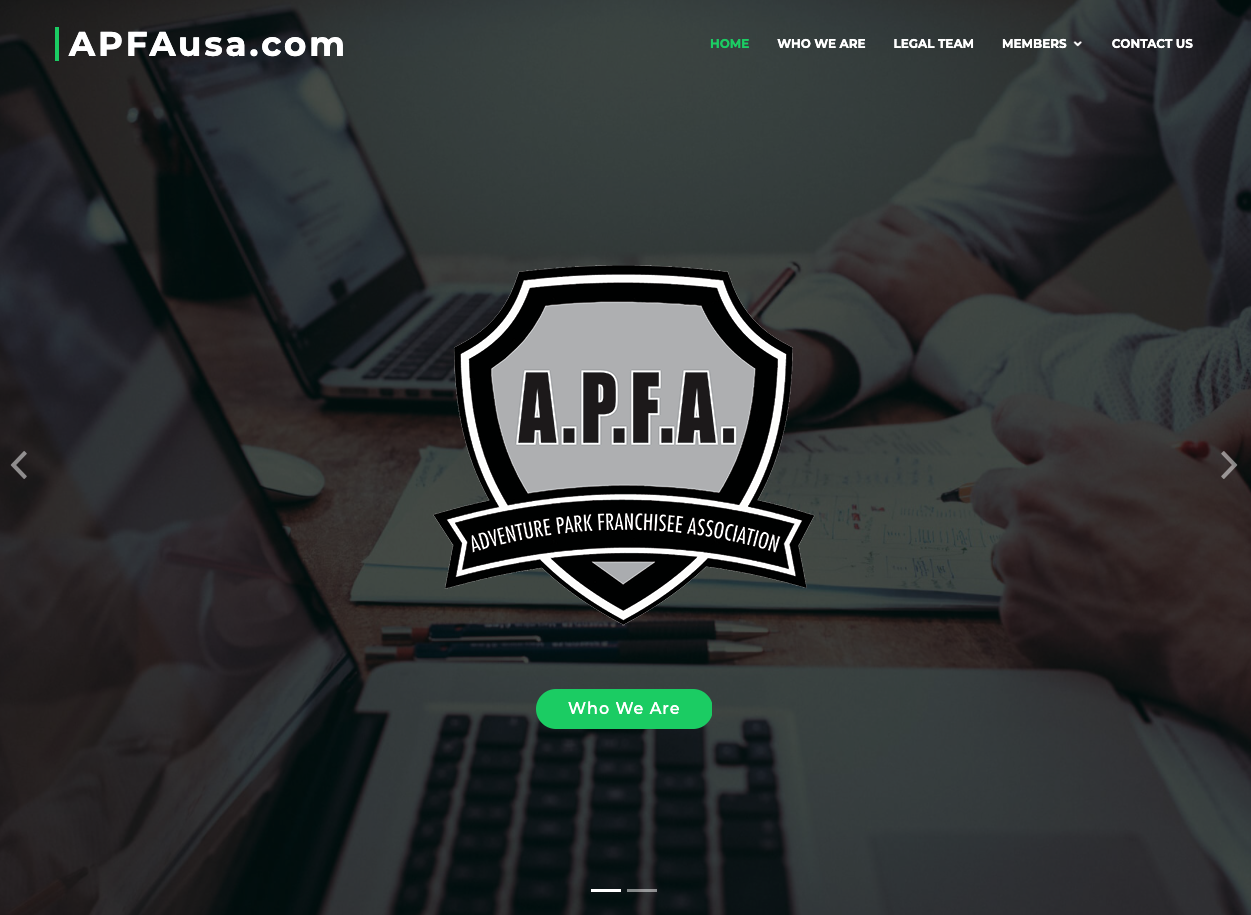 APFAusa.com
HOME
WHO WE ARE
LEGAL TEAM
MEMBERS
CONTACT US
A.P.F.A.
ADVENTURE PARK FRANCHISEE ASSOCIATION
Who We Are